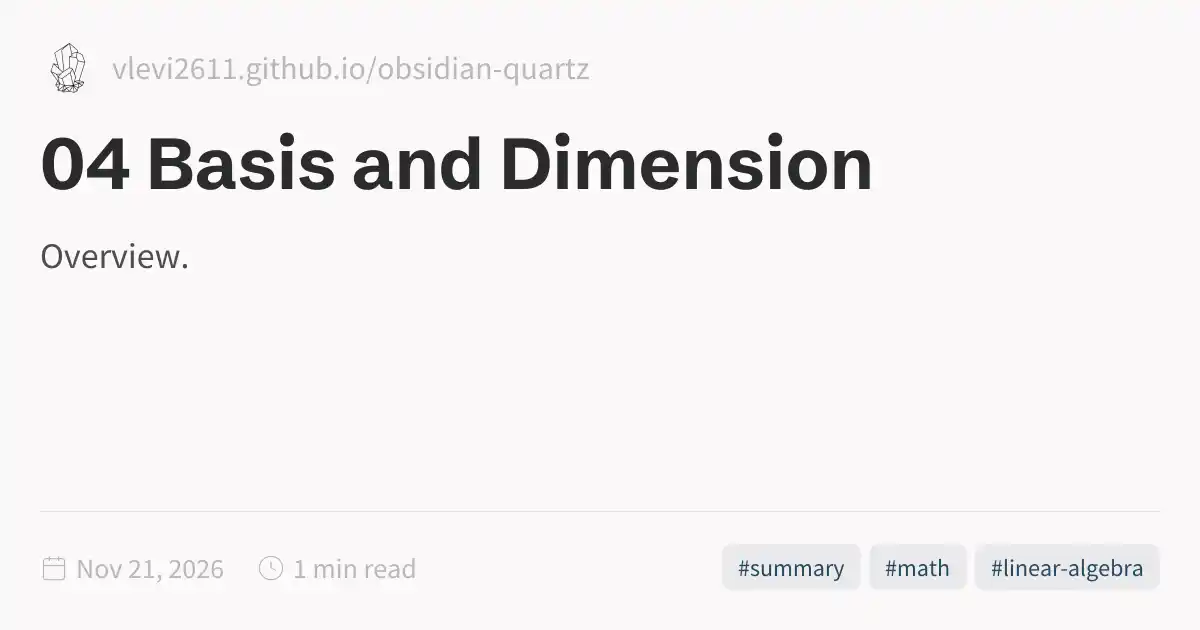 vlevi2611.github.io/obsidian-quartz
04 Basis and Dimension
Overview.
Nov 21, 2026 1 min read #summary #math #linear-algebra